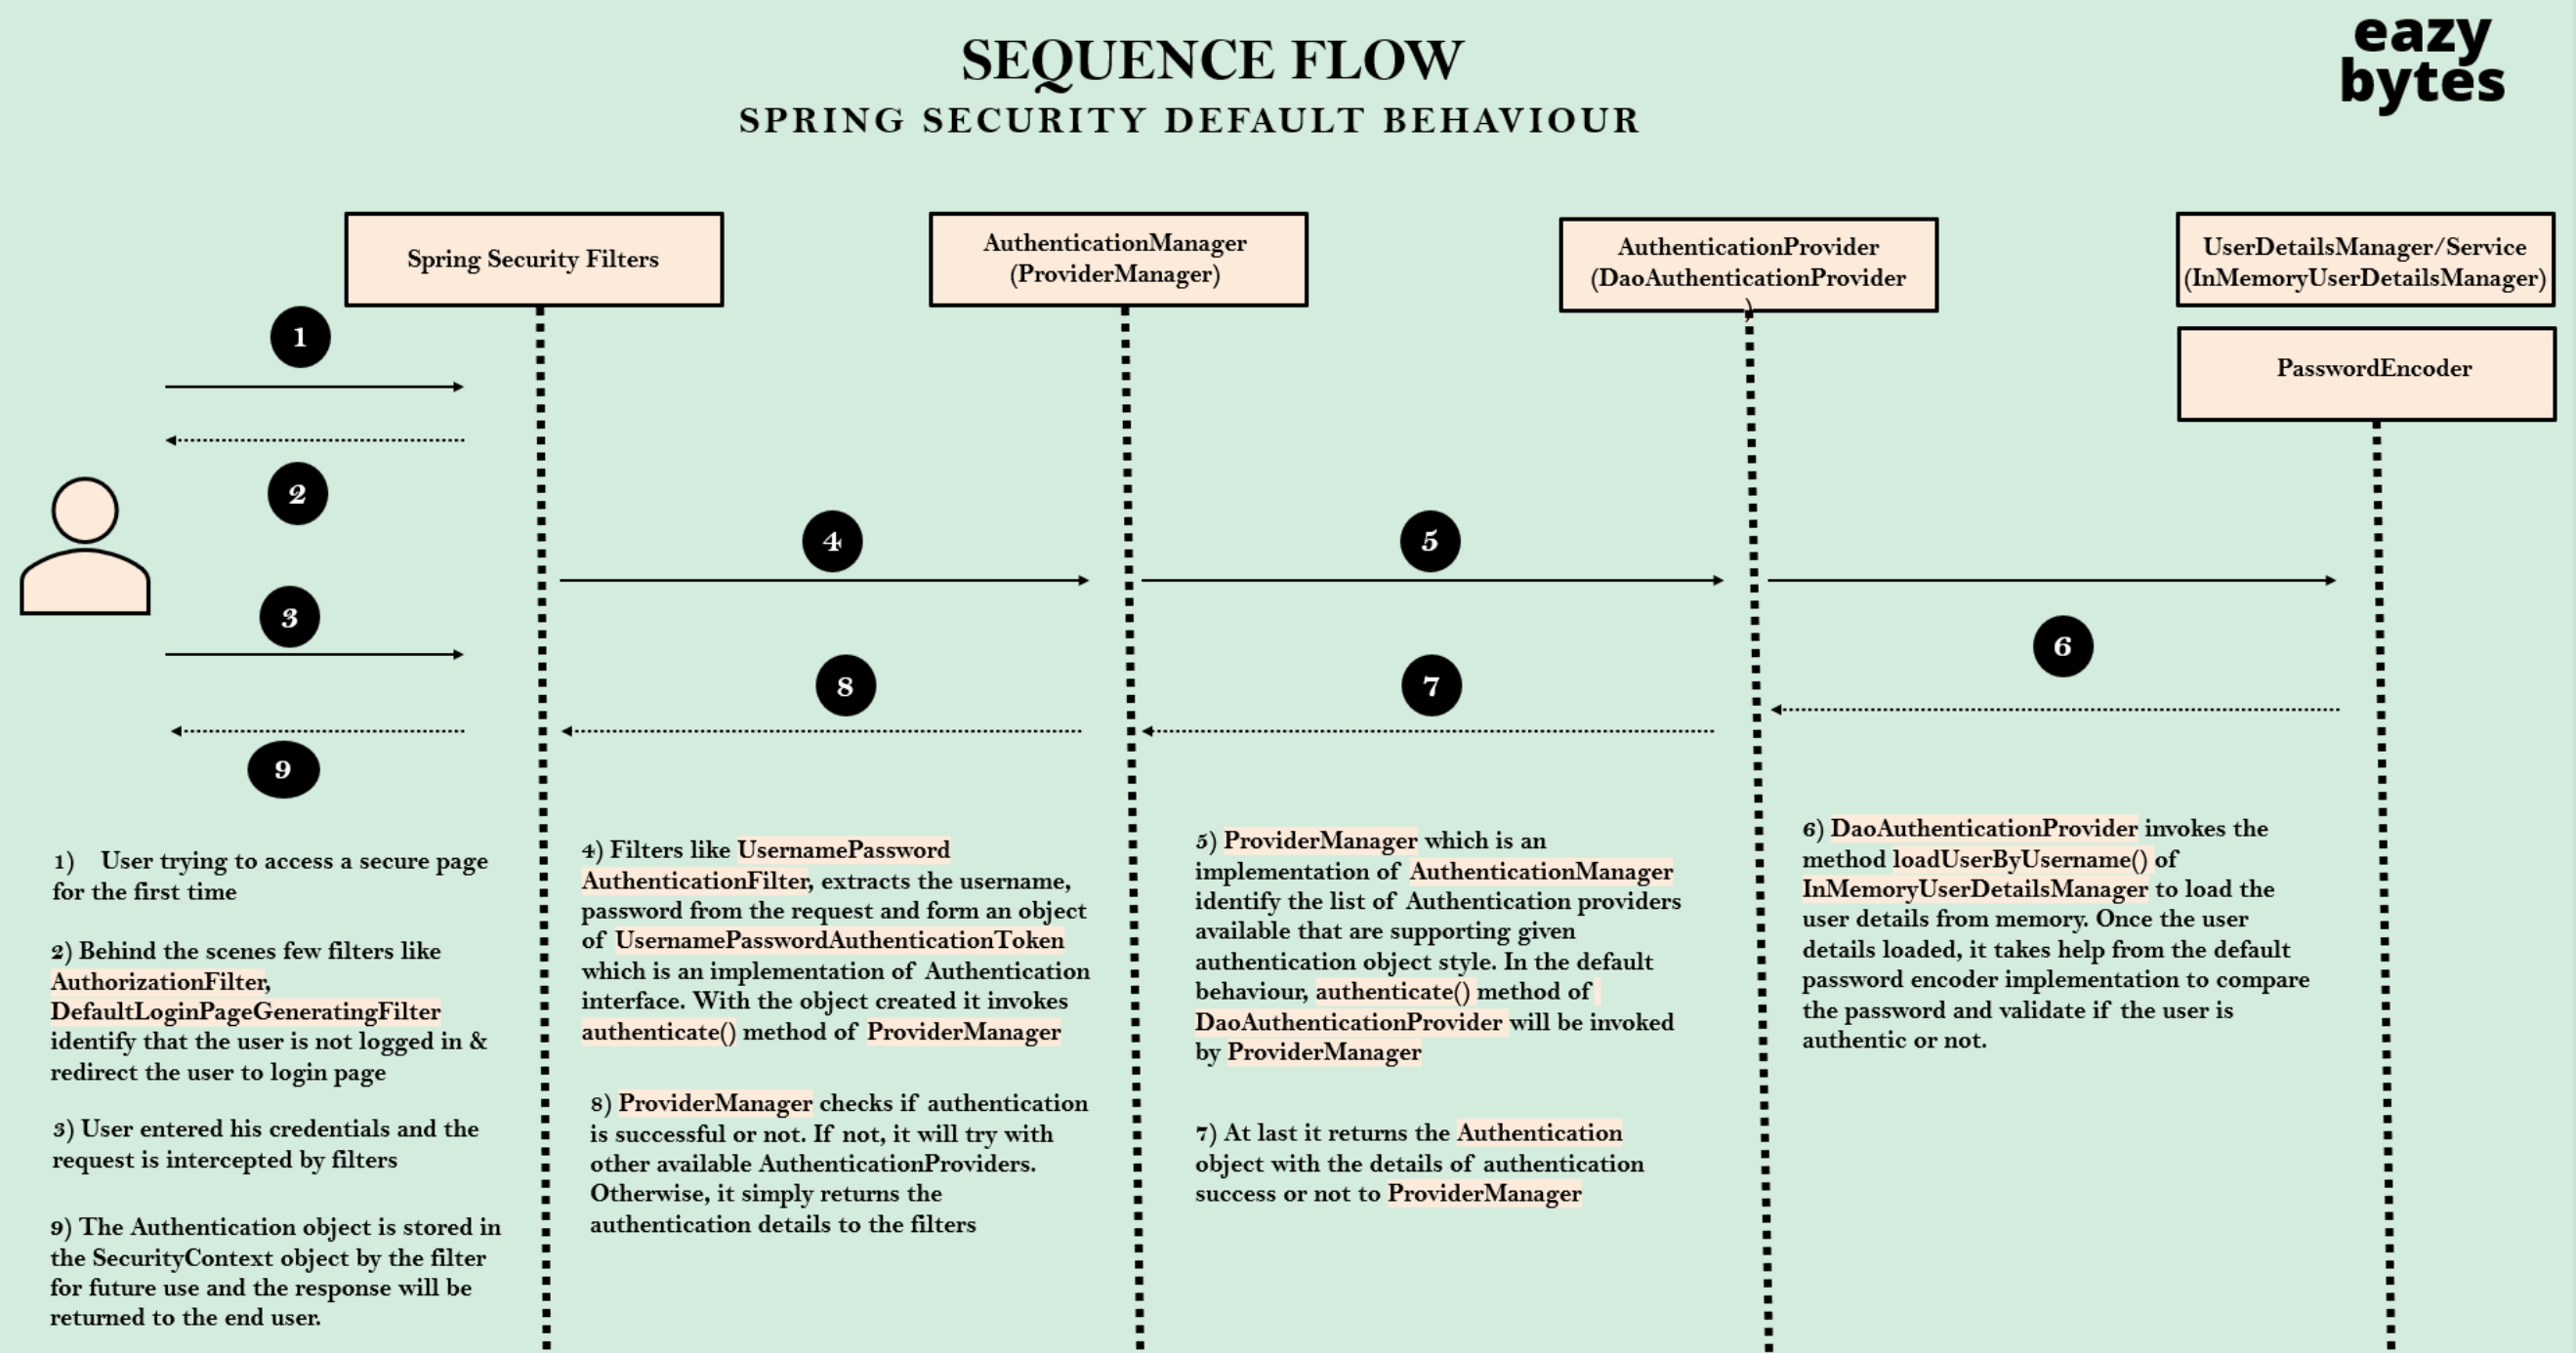 SEQUENCE FLOW
SPRING SECURITY DEFAULT BEHAVIOUR
eazy
bytes
Spring Security Filters
AuthenticationManager
(ProviderManager)
AuthenticationProvider
(DaoAuthenticationProvider
)
UserDetailsManager/Service
(InMemoryUserDetailsManager)
PasswordEncoder
1
2
3
4
5
6
7
8
9
1) User trying to access a secure page
for the first time
2) Behind the scenes few filters like
AuthorizationFilter,
DefaultLoginPageGeneratingFilter
identify that the user is not logged in &
redirect the user to login page
3) User entered his credentials and the
request is intercepted by filters
9) The Authentication object is stored in
the SecurityContext object by the filter
for future use and the response will be
returned to the end user.
4) Filters like UsernamePassword
AuthenticationFilter, extracts the username,
password from the request and form an object
of UsernamePasswordAuthenticationToken
which is an implementation of Authentication
interface. With the object created it invokes
authenticate() method of ProviderManager
8) ProviderManager checks if authentication
is successful or not. If not, it will try with
other available AuthenticationProviders.
Otherwise, it simply returns the
authentication details to the filters
5) ProviderManager which is an
implementation of AuthenticationManager
identify the list of Authentication providers
available that are supporting given
authentication object style. In the default
behaviour, authenticate() method of
DaoAuthenticationProvider will be invoked
by ProviderManager
7) At last it returns the Authentication
object with the details of authentication
success or not to ProviderManager
6) DaoAuthenticationProvider invokes the
method loadUserByUsername() of
InMemoryUserDetailsManager to load the
user details from memory. Once the user
details loaded, it takes help from the default
password encoder implementation to compare
the password and validate if the user is
authentic or not.